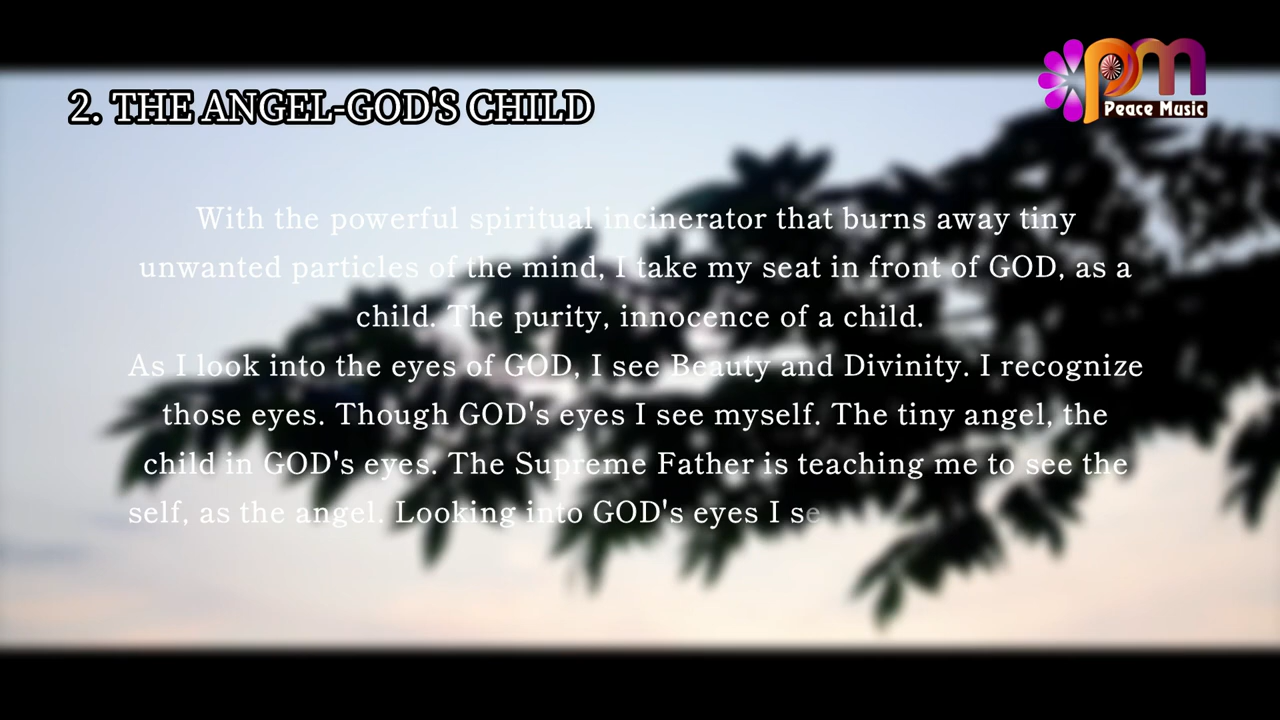 2. THE ANGEL-GOD'S CHILD
pm
Peace Music
With the powerful spiritual incinerator that burns away tiny
unwanted particles of the mind, I take my seat in front of GOD, as a
child. The purity, innocence of a child.
As I look into the eyes of GOD, I see Beauty and Divinity. I recognize
those eyes. Though GOD's eyes I see myself. The tiny angel, the
child in GOD's eyes. The Supreme Father is teaching me to see the
self, as the angel. Looking into GOD's eyes I se